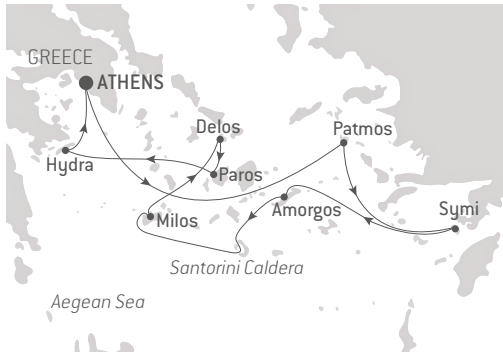 GREECE
ATHENS
Delos
Patmos
Hydra
Paros
Milos
Amorgos
Symi
Santorini Caldera
Aegean Sea